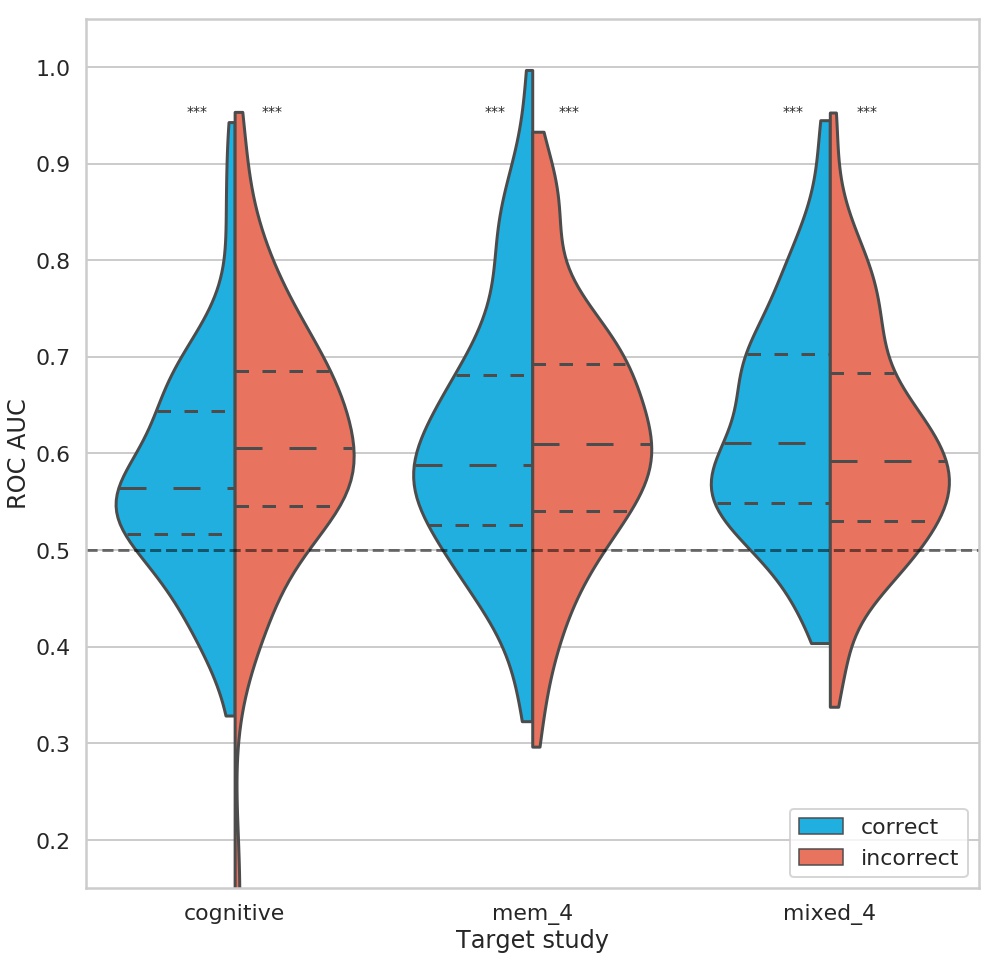 1.0
*** *** *** *** *** ***
0.9
0.8
0.7
0.6
ROC AUC
0.5
0.4
0.3
0.2
correct
incorrect
cognitive mem_4 mixed_4
Target study